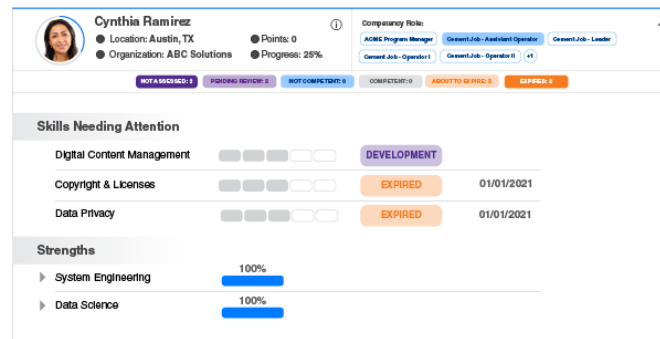 Cynthia Ramirez
Location: Austin, TX
Points: 0
Organization: ABC Solutions
Progress: 25%
Competency Role:
ACME Program Manager
Cement Job - Assistant Operator
Cement Job - Leader
Cement Job - Operator I
Cement Job - Operator II
+1
NOT ASSESSED: 2
PENDING REVIEW: 2
NOT COMPETENT: 0
COMPETENT: 0
ABOUT TO EXPIRE: 2
EXPIRED: 2
Skills Needing Attention
Digital Content Management DEVELOPMENT
Copyright & Licenses EXPIRED 01/01/2021
Data Privacy EXPIRED 01/01/2021
Strengths
System Engineering 100%
Data Science 100%